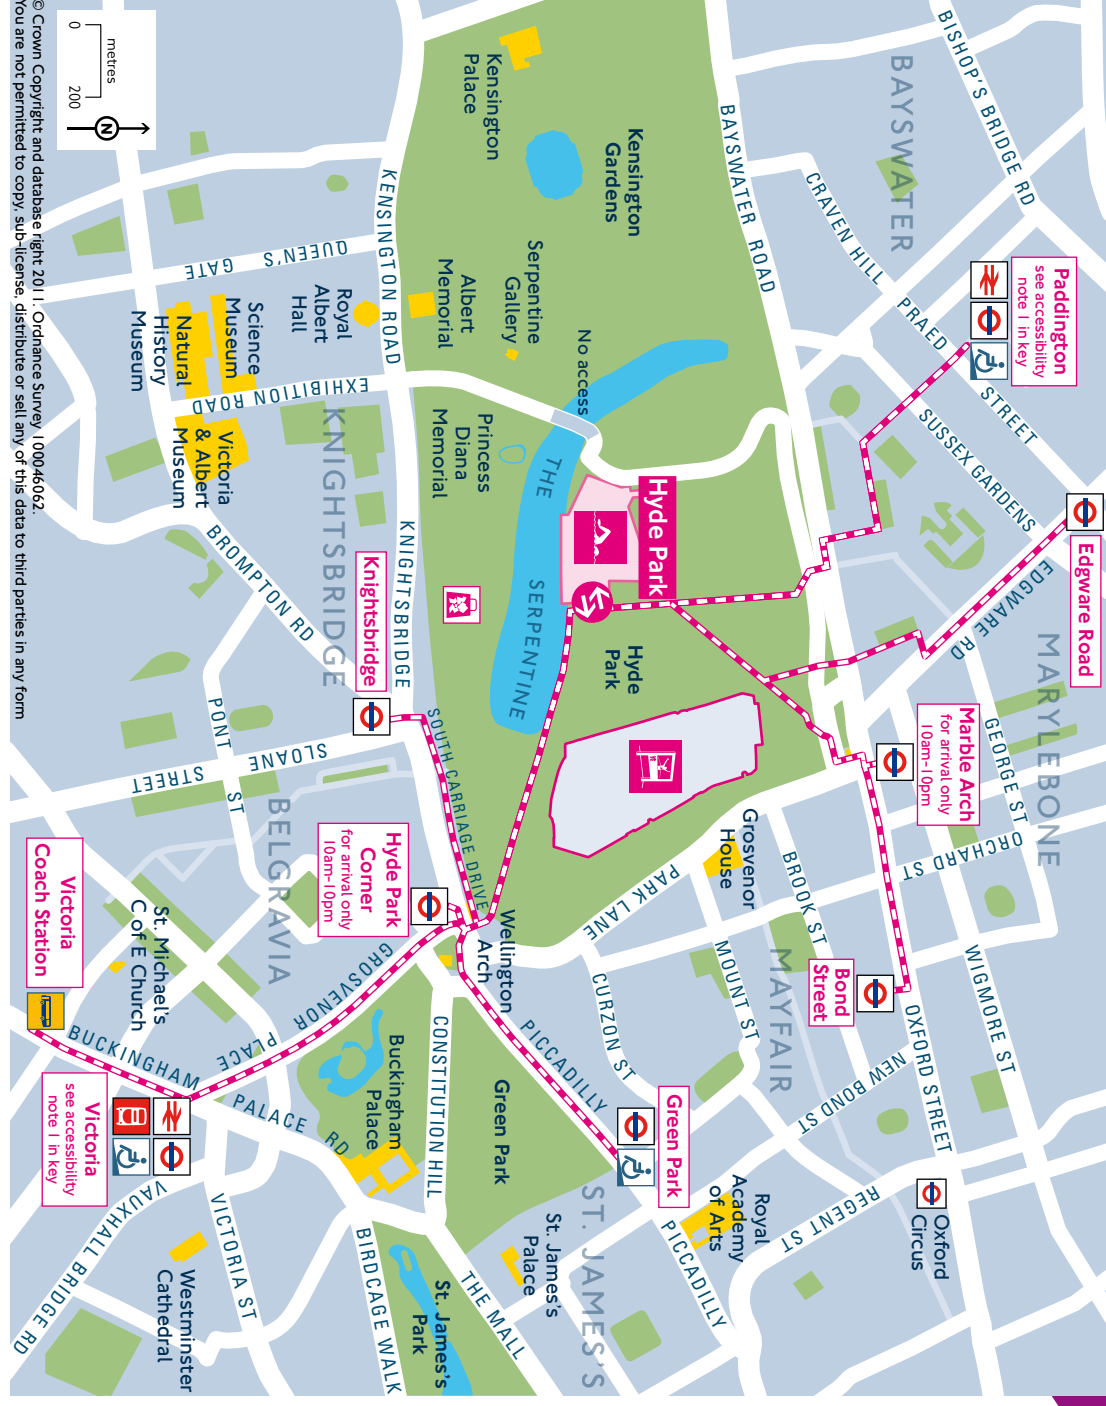 BISHOP'S BRIDGE RD
BAYSWATER
Paddington
see accessibility
note 1 in key
Edgware Road
MARYLEBONE
CRAVEN HILL
PRAED STREET
SUSSEX GARDENS
EDGWARE RD
Marble Arch
for arrival only
10am-10pm
GEORGE ST
ORCHARD ST
WIGMORE ST
BAYSWATER ROAD
Kensington
Gardens
Kensington
Palace
Serpentine
Gallery
Albert
Memorial
No access
Princess
Diana
Memorial
THE SERPENTINE
Hyde Park
Hyde
Park
Grosvenor
House
BROOK ST
PARK LANE
MOUNT ST
MAYFAIR
Bond
Street
OXFORD STREET
NEW BOND ST
Oxford
Circus
REGENT ST
CURZON ST
Wellington
Arch
PICCADILLY
Green Park
Green Park
Royal
Academy
of Arts
PICCADILLY
ST. JAMES'S
St. James's
Palace
THE MALL
St. James's
Park
BIRDCAGE WALK
CONSTITUTION HILL
Buckingham
Palace
KENSINGTON ROAD
KNIGHTSBRIDGE
SOUTH CARRIAGE DRIVE
KNIGHTSBRIDGE
Knightsbridge
Hyde Park
Corner
for arrival only
10am-10pm
Royal
Albert
Hall
QUEEN'S GATE
Science
Museum
Natural
History
Museum
EXHIBITION ROAD
Victoria
& Albert
Museum
BROMPTON RD
PONT ST
SLOANE STREET
BELGRAVIA
GROSVENOR PLACE
St. Michael's
C of E Church
Victoria
Coach Station
BUCKINGHAM PALACE RD
Victoria
see accessibility
note 1 in key
VAUXHALL BRIDGE RD
VICTORIA ST
Westminster
Cathedral
metres
0 200
N
© Crown Copyright and database right 2011. Ordnance Survey 100046062.
You are not permitted to copy, sub-license, distribute or sell any of this data to third parties in any form